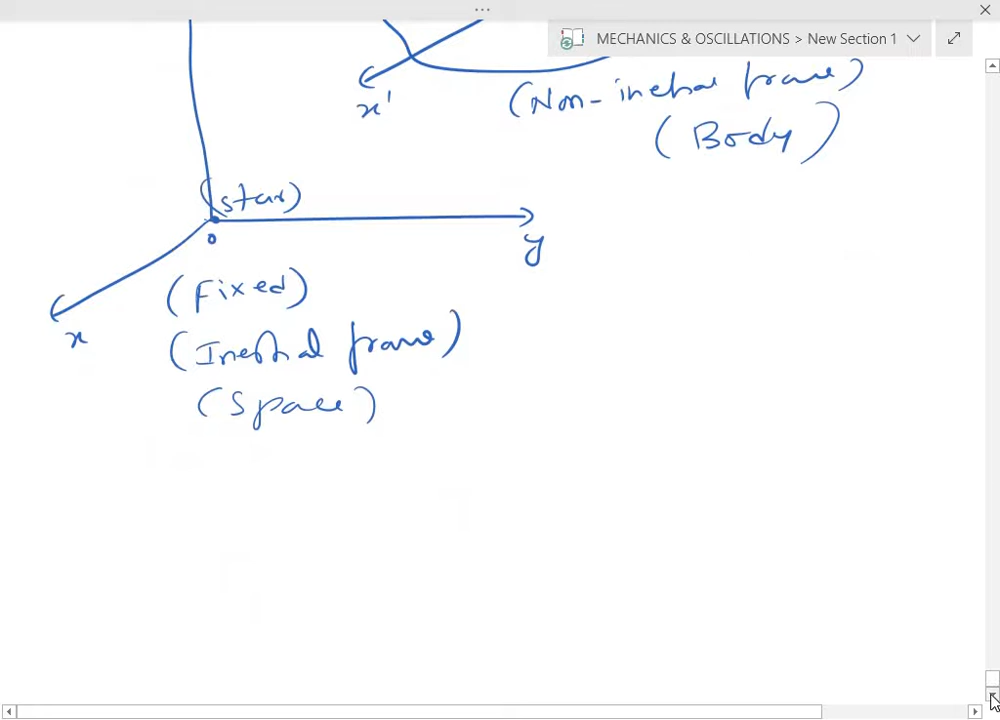 ...
MECHANICS & OSCILLATIONS > New Section 1
x'
(Non-inertial frame)
(Body)
(star)
o
y
x
(Fixed)
(Inertial frame)
(Space)